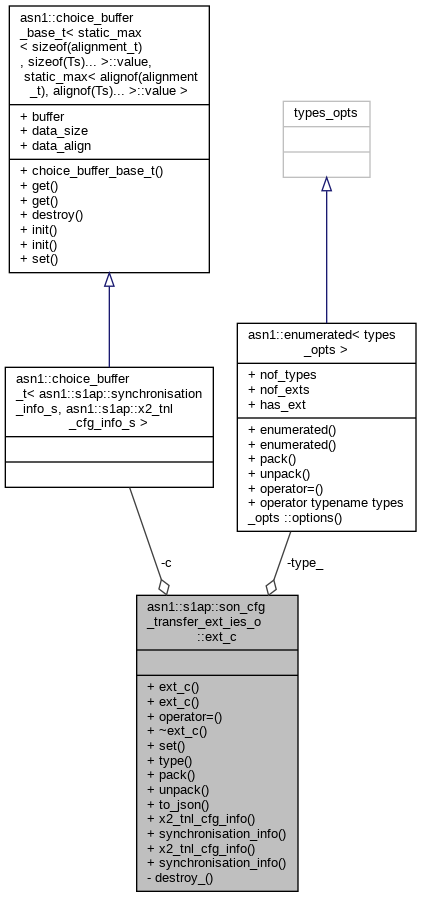 asn1::choice_buffer
_base_t< static_max
< sizeof(alignment_t)
, sizeof(Ts)... >::value,
static_max< alignof(alignment
_t), alignof(Ts)... >::value >
+ buffer
+ data_size
+ data_align
+ choice_buffer_base_t()
+ get()
+ get()
+ destroy()
+ init()
+ init()
+ set()
types_opts
asn1::enumerated< types
_opts >
+ nof_types
+ nof_exts
+ has_ext
+ enumerated()
+ enumerated()
+ pack()
+ unpack()
+ operator=()
+ operator typename types
_opts ::options()
asn1::choice_buffer
_t< asn1::s1ap::synchronisation
_info_s, asn1::s1ap::x2_tnl
_cfg_info_s >
-c
-type_
asn1::s1ap::son_cfg
_transfer_ext_ies_o
::ext_c
+ ext_c()
+ ext_c()
+ operator=()
+ ~ext_c()
+ set()
+ type()
+ pack()
+ unpack()
+ to_json()
+ x2_tnl_cfg_info()
+ synchronisation_info()
+ x2_tnl_cfg_info()
+ synchronisation_info()
- destroy_()